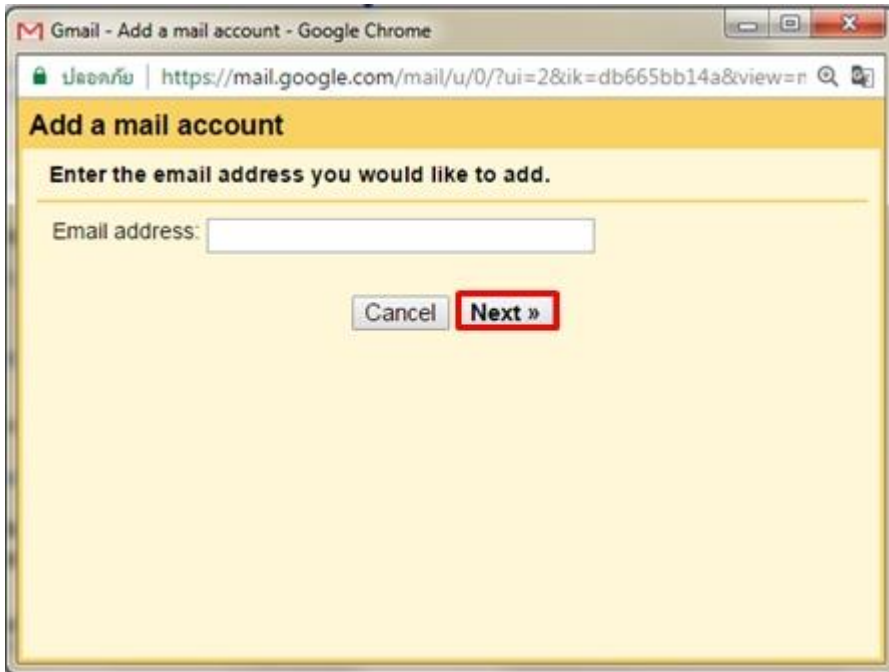 Gmail - Add a mail account - Google Chrome
ปลอดภัย | https://mail.google.com/mail/u/0/?ui=2&ik=db665bb14a&view=
Add a mail account
Enter the email address you would like to add.
Email address:
Cancel Next »